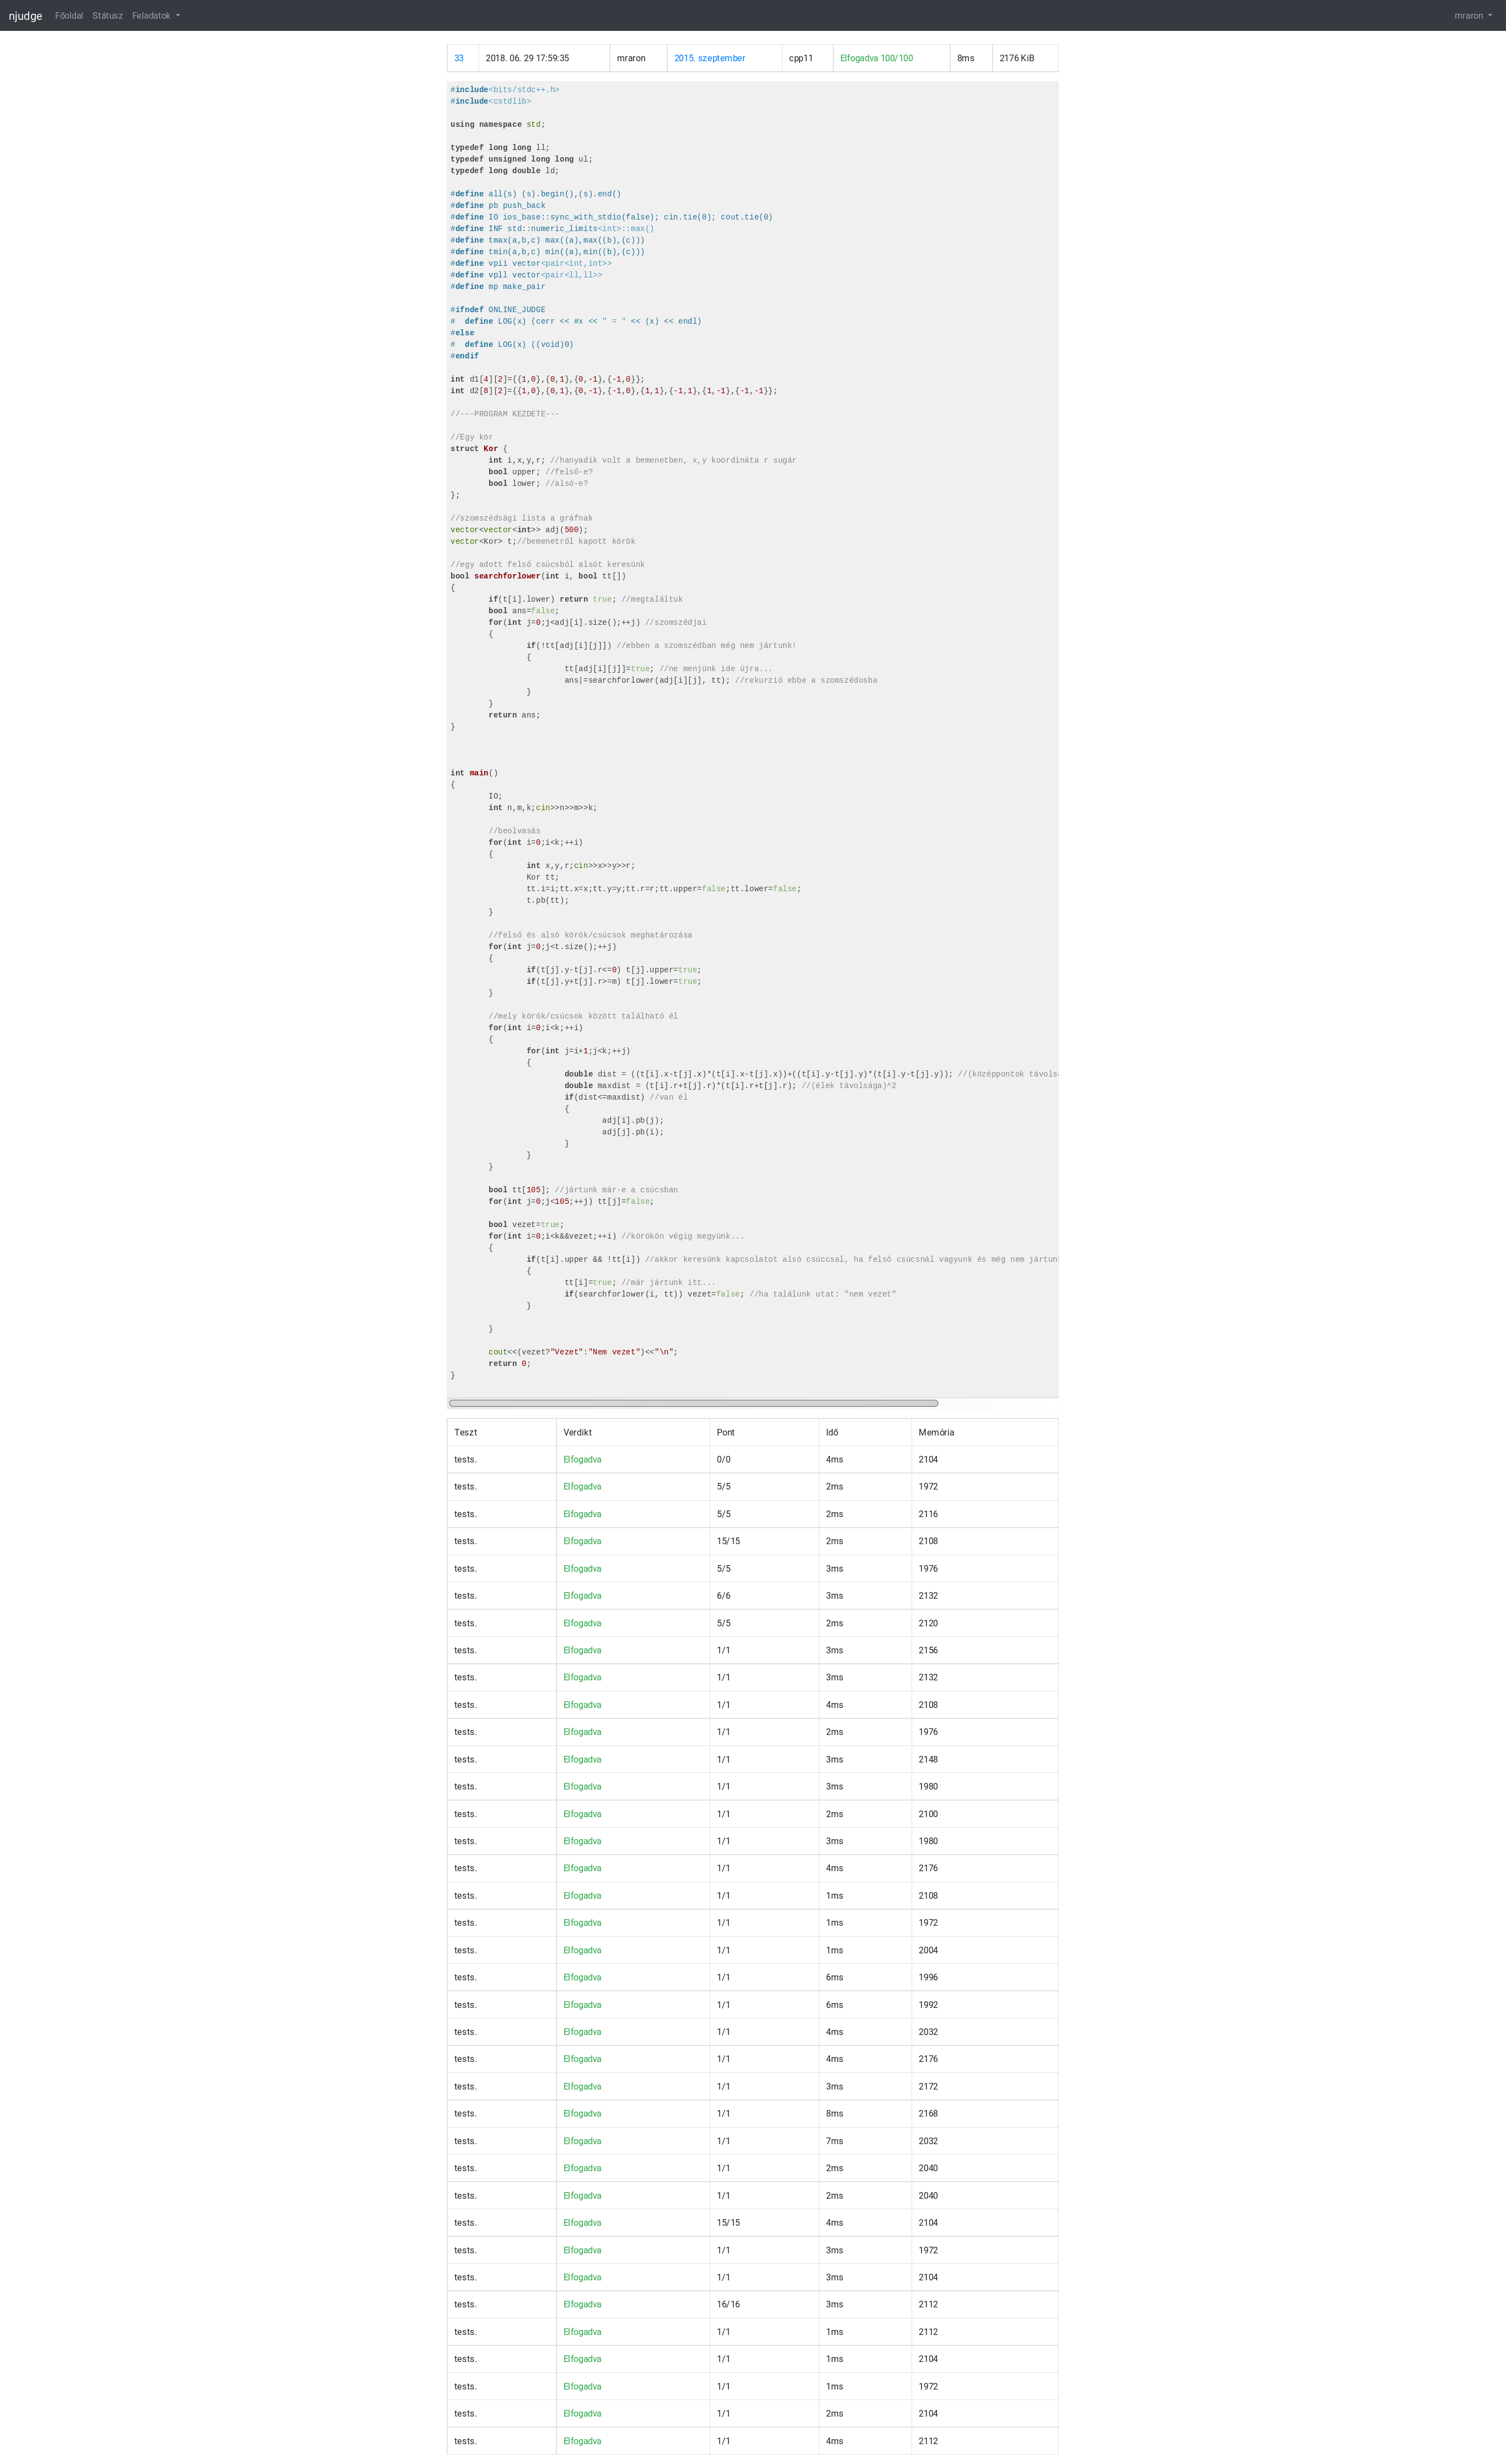 njudge Főoldal Státusz Feladatok mraron
33 2018. 06. 29 17:59:35 mraron 2015. szeptember cpp11 Elfogadva 100/100 8ms 2176 KiB
#include<bits/stdc++.h>
#include<cstdlib>
using namespace std;
typedef long long ll;
typedef unsigned long long ul;
typedef long double ld;
#define all(s) (s).begin(),(s).end()
#define pb push_back
#define IO ios_base::sync_with_stdio(false); cin.tie(0); cout.tie(0)
#define INF std::numeric_limits<int>::max()
#define tmax(a,b,c) max((a),max((b),(c)))
#define tmin(a,b,c) min((a),min((b),(c)))
#define vpii vector<pair<int,int>>
#define vpll vector<pair<ll,ll>>
#define mp make_pair
#ifndef ONLINE_JUDGE
#  define LOG(x) (cerr << #x << " = " << (x) << endl)
#else
#  define LOG(x) ((void)0)
#endif
int d1[4][2]={{1,0},{0,1},{0,-1},{-1,0}};
int d2[8][2]={{1,0},{0,1},{0,-1},{-1,0},{1,1},{-1,1},{1,-1},{-1,-1}};
//---PROGRAM KEZDETE---
//Egy kör
struct Kor {
int i,x,y,r; //hanyadik volt a bemenetben, x,y koordináta r sugár
bool upper; //felső-e?
bool lower; //alsó-e?
};
//szomszédsági lista a gráfnak
vector<vector<int>> adj(500);
vector<Kor> t;//bemenetről kapott körök
//egy adott felső csúcsból alsót keresünk
bool searchforlower(int i, bool tt[])
{
if(t[i].lower) return true; //megtaláltuk
bool ans=false;
for(int j=0;j<adj[i].size();++j) //szomszédjai
{
if(!tt[adj[i][j]]) //ebben a szomszédban még nem jártunk!
{
tt[adj[i][j]]=true; //ne menjünk ide újra...
ans|=searchforlower(adj[i][j], tt); //rekurzió ebbe a szomszédosba
}
}
return ans;
}
int main()
{
IO;
int n,m,k;cin>>n>>m>>k;
//beolvasás
for(int i=0;i<k;++i)
{
int x,y,r;cin>>x>>y>>r;
Kor tt;
tt.i=i;tt.x=x;tt.y=y;tt.r=r;tt.upper=false;tt.lower=false;
t.pb(tt);
}
//felső és alsó körök/csúcsok meghatározása
for(int j=0;j<t.size();++j)
{
if(t[j].y-t[j].r<=0) t[j].upper=true;
if(t[j].y+t[j].r>=m) t[j].lower=true;
}
//mely körök/csúcsok között található él
for(int i=0;i<k;++i)
{
for(int j=i+1;j<k;++j)
{
double dist = ((t[i].x-t[j].x)*(t[i].x-t[j].x))+((t[i].y-t[j].y)*(t[i].y-t[j].y)); //(középpontok távols
double maxdist = (t[i].r+t[j].r)*(t[i].r+t[j].r); //(élek távolsága)^2
if(dist<=maxdist) //van él
{
adj[i].pb(j);
adj[j].pb(i);
}
}
}
bool tt[105]; //jártunk már-e a csúcsban
for(int j=0;j<105;++j) tt[j]=false;
bool vezet=true;
for(int i=0;i<k&&vezet;++i) //körökön végig megyünk...
{
if(t[i].upper && !tt[i]) //akkor keresünk kapcsolatot alsó csúccsal, ha felső csúcsnál vagyunk és még nem jártun
{
tt[i]=true; //már jártunk itt...
if(searchforlower(i, tt)) vezet=false; //ha találunk utat: "nem vezet"
}
}
cout<<(vezet?"Vezet":"Nem vezet")<<"\n";
return 0;
}
Teszt Verdikt Pont Idő Memória
tests. Elfogadva 0/0 4ms 2104
tests. Elfogadva 5/5 2ms 1972
tests. Elfogadva 5/5 2ms 2116
tests. Elfogadva 15/15 2ms 2108
tests. Elfogadva 5/5 3ms 1976
tests. Elfogadva 6/6 3ms 2132
tests. Elfogadva 5/5 2ms 2120
tests. Elfogadva 1/1 3ms 2156
tests. Elfogadva 1/1 3ms 2132
tests. Elfogadva 1/1 4ms 2108
tests. Elfogadva 1/1 2ms 1976
tests. Elfogadva 1/1 3ms 2148
tests. Elfogadva 1/1 3ms 1980
tests. Elfogadva 1/1 2ms 2100
tests. Elfogadva 1/1 3ms 1980
tests. Elfogadva 1/1 4ms 2176
tests. Elfogadva 1/1 1ms 2108
tests. Elfogadva 1/1 1ms 1972
tests. Elfogadva 1/1 1ms 2004
tests. Elfogadva 1/1 6ms 1996
tests. Elfogadva 1/1 6ms 1992
tests. Elfogadva 1/1 4ms 2032
tests. Elfogadva 1/1 4ms 2176
tests. Elfogadva 1/1 3ms 2172
tests. Elfogadva 1/1 8ms 2168
tests. Elfogadva 1/1 7ms 2032
tests. Elfogadva 1/1 2ms 2040
tests. Elfogadva 1/1 2ms 2040
tests. Elfogadva 15/15 4ms 2104
tests. Elfogadva 1/1 3ms 1972
tests. Elfogadva 1/1 3ms 2104
tests. Elfogadva 16/16 3ms 2112
tests. Elfogadva 1/1 1ms 2112
tests. Elfogadva 1/1 1ms 2104
tests. Elfogadva 1/1 1ms 1972
tests. Elfogadva 1/1 2ms 2104
tests. Elfogadva 1/1 4ms 2112